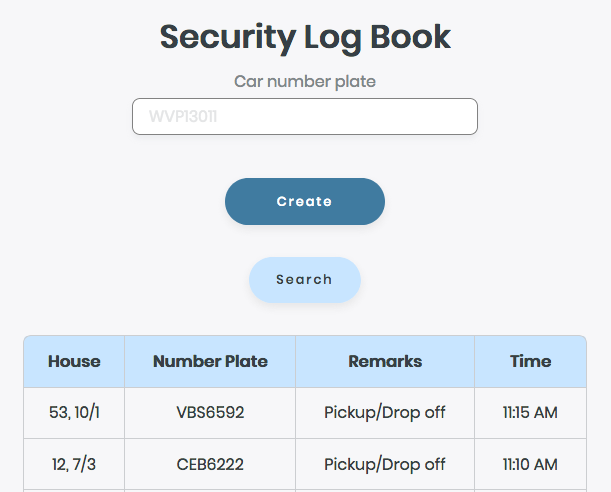 Security Log Book
Car number plate
WVP13011
Create
Search
House Number Plate Remarks Time
53, 10/1 VBS6592 Pickup/Drop off 11:15 AM
12, 7/3 CEB6222 Pickup/Drop off 11:10 AM